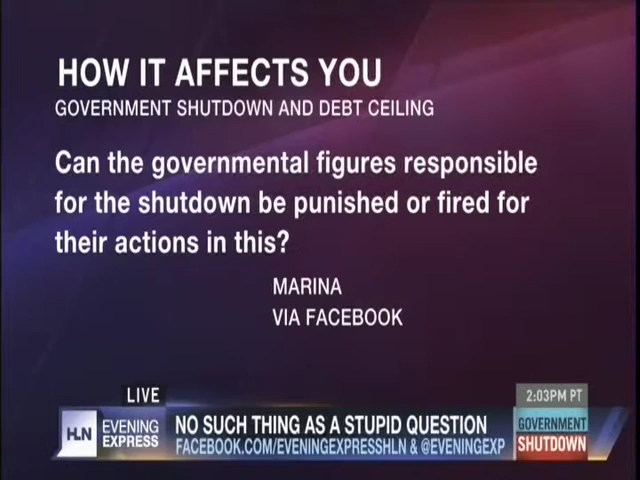 HOW IT AFFECTS YOU
GOVERNMENT SHUTDOWN AND DEBT CEILING
Can the governmental figures responsible
for the shutdown be punished or fired for
their actions in this?
MARINA
VIA FACEBOOK
LIVE
2:03PM PT
HLN
EVENING
EXPRESS
NO SUCH THING AS A STUPID QUESTION
FACEBOOK.COM/EVENINGEXPRESSHLN & @EVENINGEXP
GOVERNMENT
SHUTDOWN